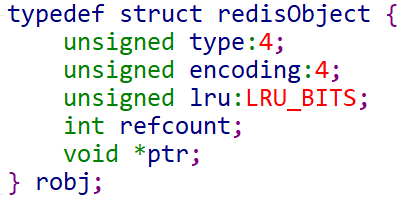 typedef struct redisObject {
    unsigned type:4;
    unsigned encoding:4;
    unsigned lru:LRU_BITS;
    int refcount;
    void *ptr;
} robj;